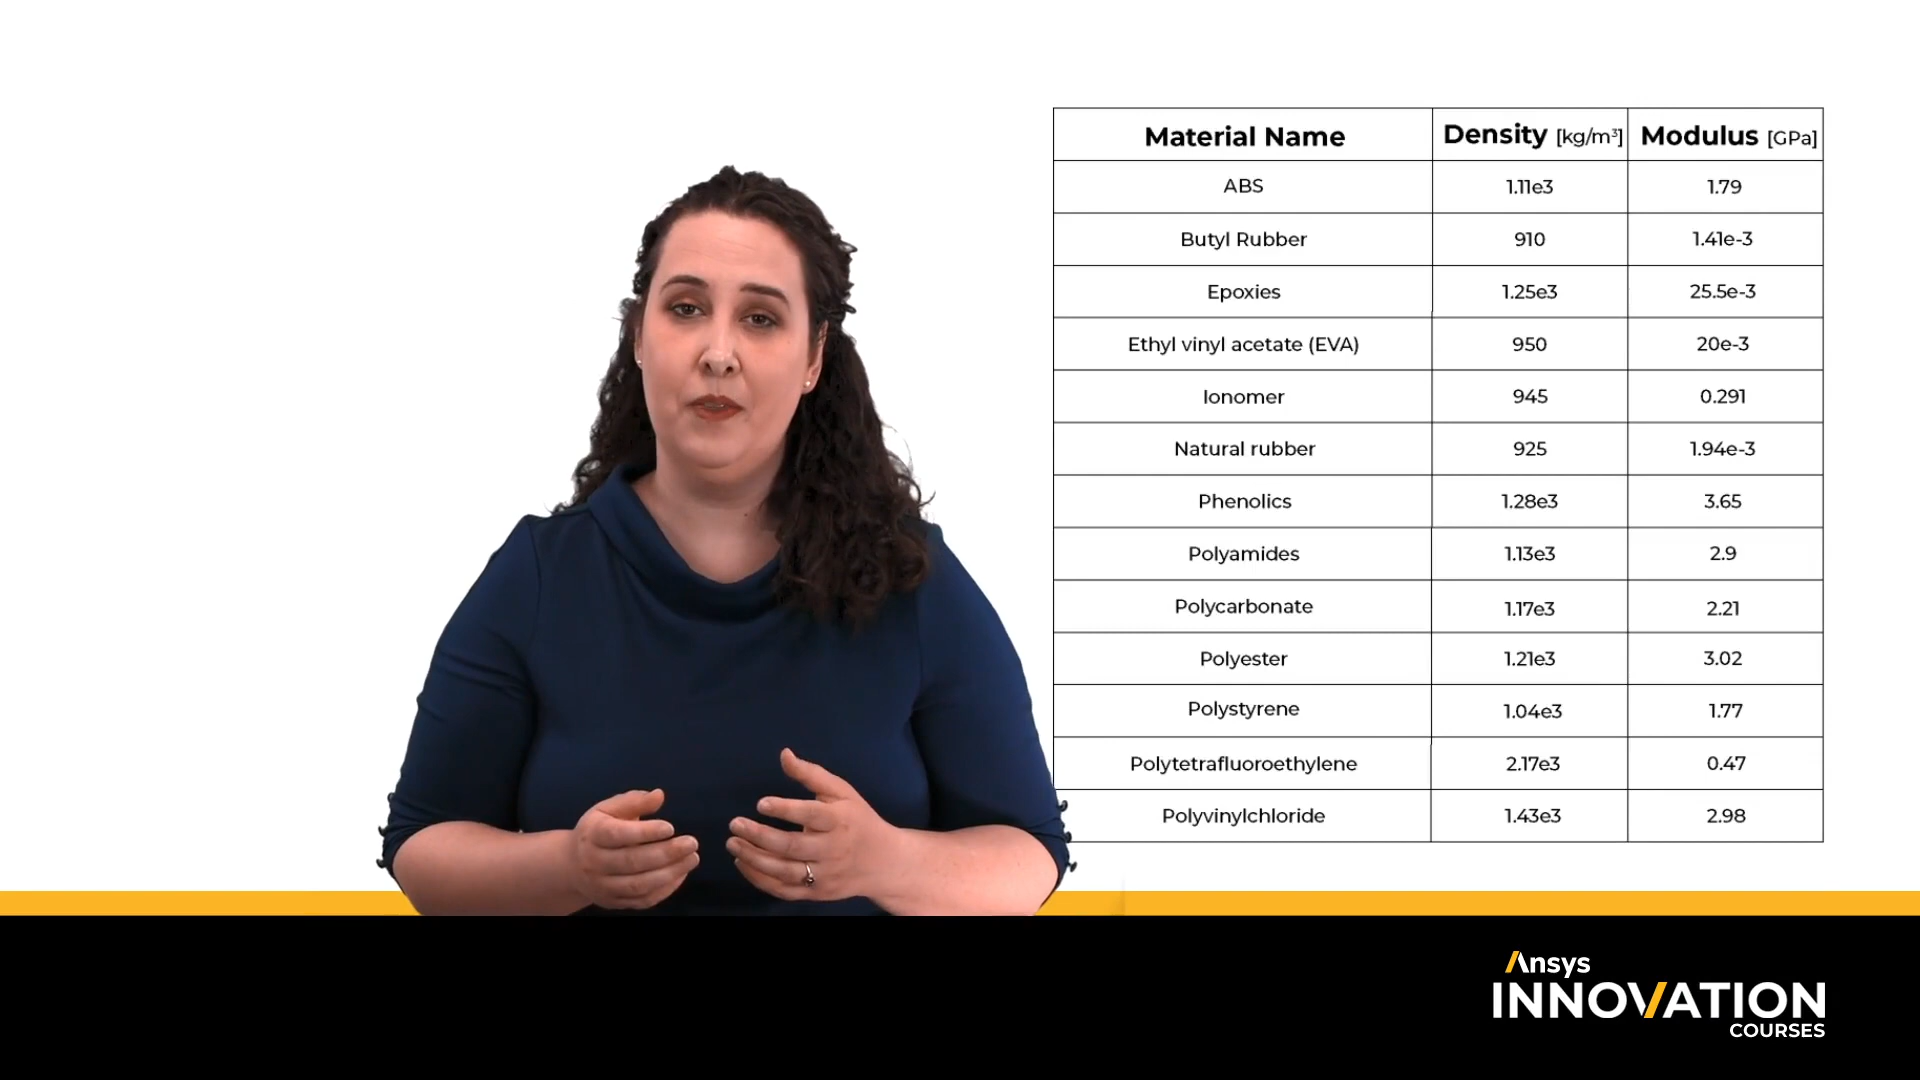 Material Name Density [kg/m³] Modulus [GPa]
ABS 1.11e3 1.79
Butyl Rubber 910 1.41e-3
Epoxies 1.25e3 25.5e-3
Ethyl vinyl acetate (EVA) 950 20e-3
Ionomer 945 0.291
Natural rubber 925 1.94e-3
Phenolics 1.28e3 3.65
Polyamides 1.13e3 2.9
Polycarbonate 1.17e3 2.21
Polyester 1.21e3 3.02
Polystyrene 1.04e3 1.77
Polytetrafluoroethylene 2.17e3 0.47
Polyvinylchloride 1.43e3 2.98
Ansys
INNOVATION
COURSES